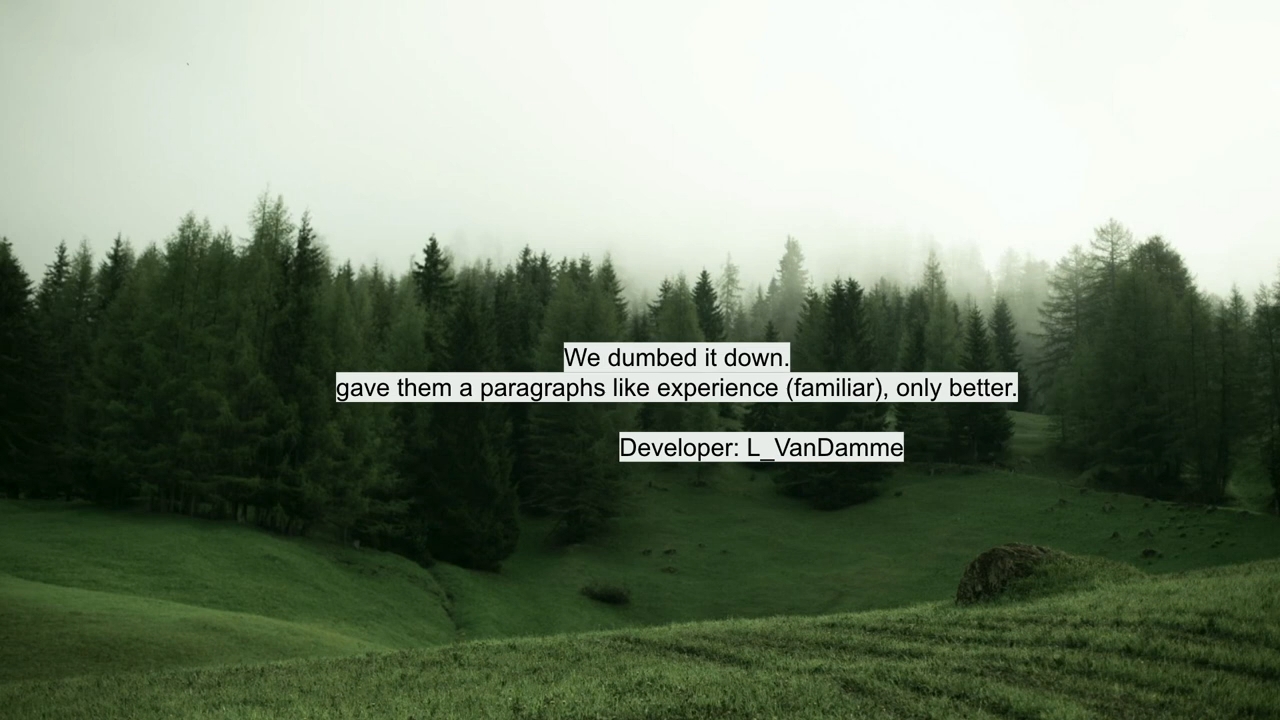 We dumbed it down.
gave them a paragraphs like experience (familiar), only better.
Developer: L_VanDamme